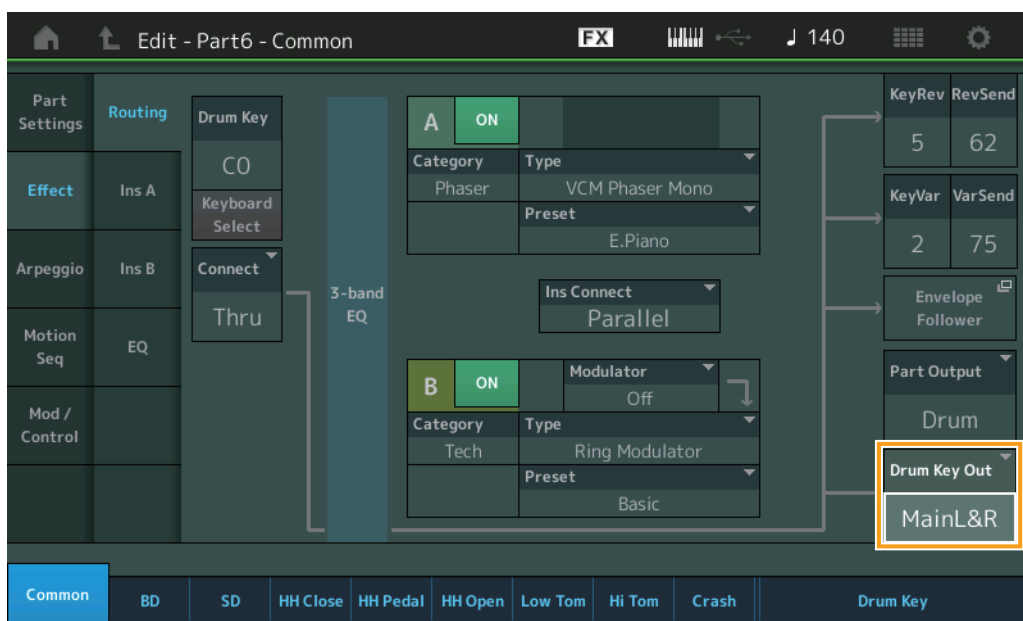 Edit - Part6 - Common
FX
140
Part
Settings
Effect
Arpeggio
Motion
Seq
Mod /
Control
Routing
Ins A
Ins B
EQ
Drum Key
C0
Keyboard
Select
Connect
Thru
3-band
EQ
A
ON
Category
Type
Phaser
VCM Phaser Mono
Preset
E.Piano
Ins Connect
Parallel
B
ON
Modulator
Off
Category
Type
Tech
Ring Modulator
Preset
Basic
KeyRev RevSend
5 62
KeyVar VarSend
2 75
Envelope
Follower
Part Output
Drum
Drum Key Out
MainL&R
Common BD SD HH Close HH Pedal HH Open Low Tom Hi Tom Crash Drum Key